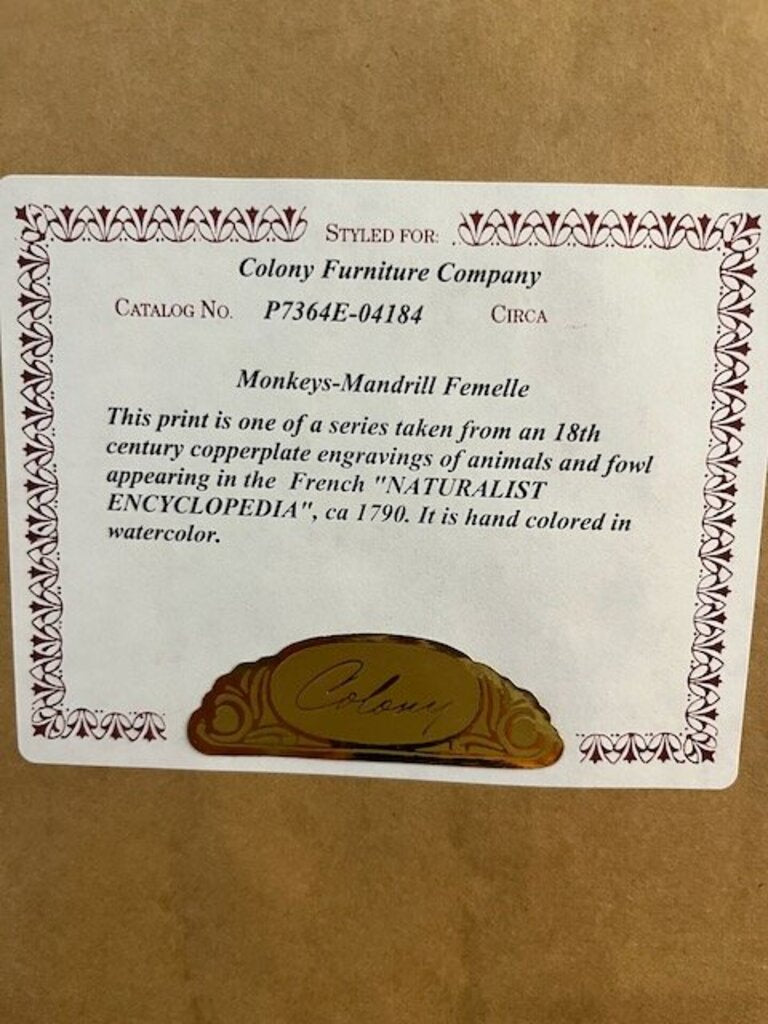 STYLED FOR:
Colony Furniture Company
CATALOG NO. P7364E-04184 CIRCA
Monkeys-Mandrill Femelle
This print is one of a series taken from an 18th
century copperplate engravings of animals and fowl
appearing in the French "NATURALIST
ENCYCLOPEDIA", ca 1790. It is hand colored in
watercolor.
Colony